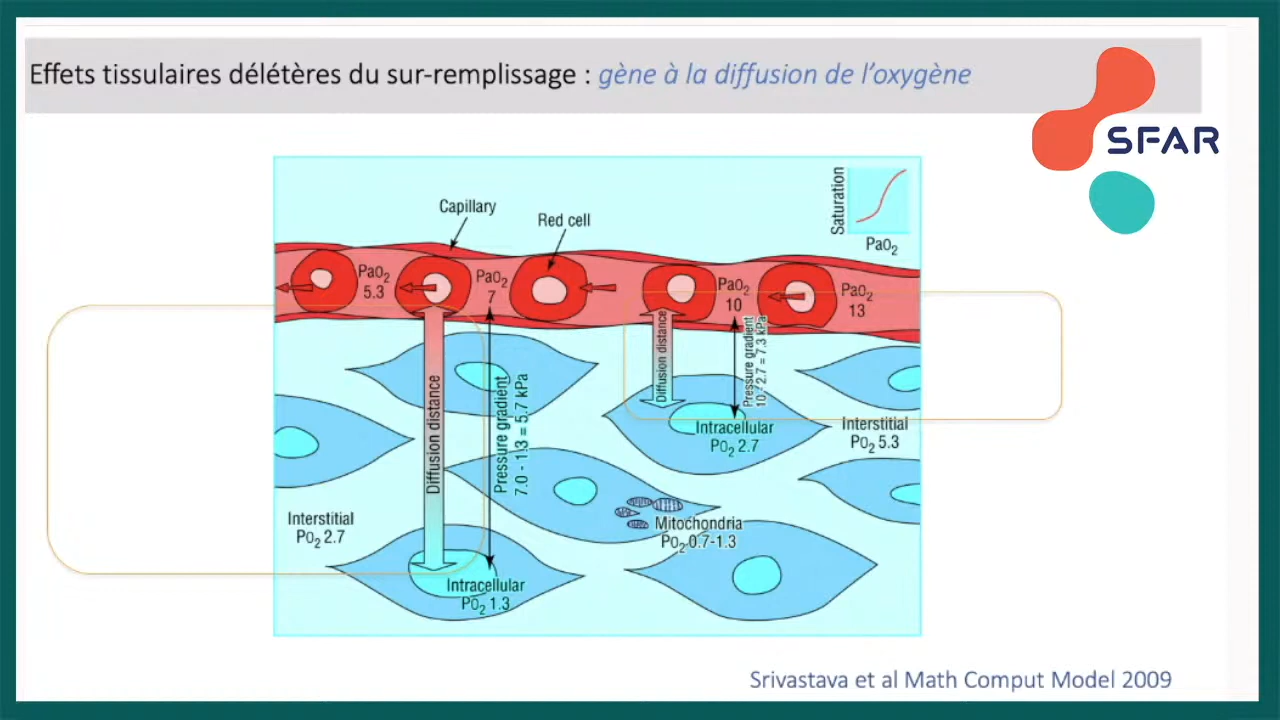 Effets tissulaires délétères du sur-remplissage : gène à la diffusion de l’oxygène
SFAR
Saturation
PaO2
Capillary
Red cell
PaO2
5.3
PaO2
7
PaO2
10
PaO2
13
Diffusion distance
Pressure gradient
7.0 - 1.3 = 5.7 kPa
Diffusion distance
Pressure gradient
10 - 2.7 = 7.3 kPa
Intracellular
PO2 2.7
Interstitial
PO2 5.3
Interstitial
PO2 2.7
Mitochondria
PO2 0.7-1.3
Intracellular
PO2 1.3
Srivastava et al Math Comput Model 2009